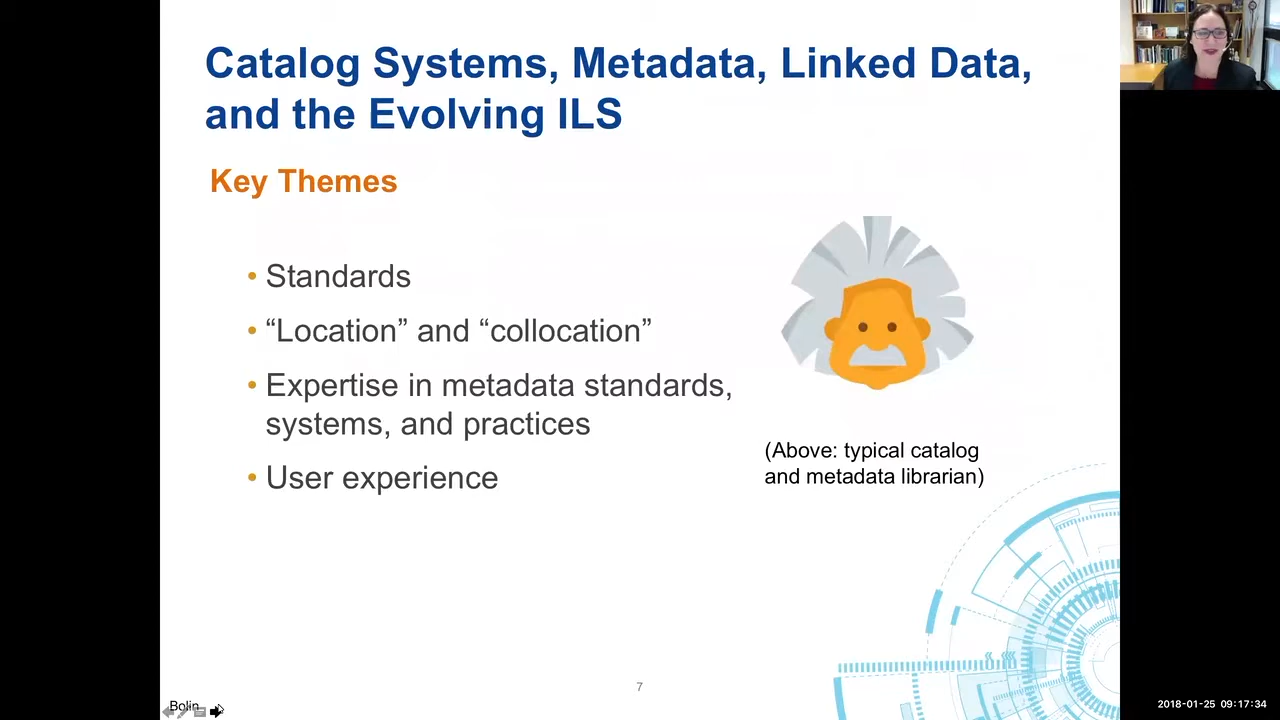 Catalog Systems, Metadata, Linked Data,
and the Evolving ILS
Key Themes
• Standards
• “Location” and “collocation”
• Expertise in metadata standards,
systems, and practices
• User experience
(Above: typical catalog
and metadata librarian)
7
Bolin
2018-01-25 09:17:34